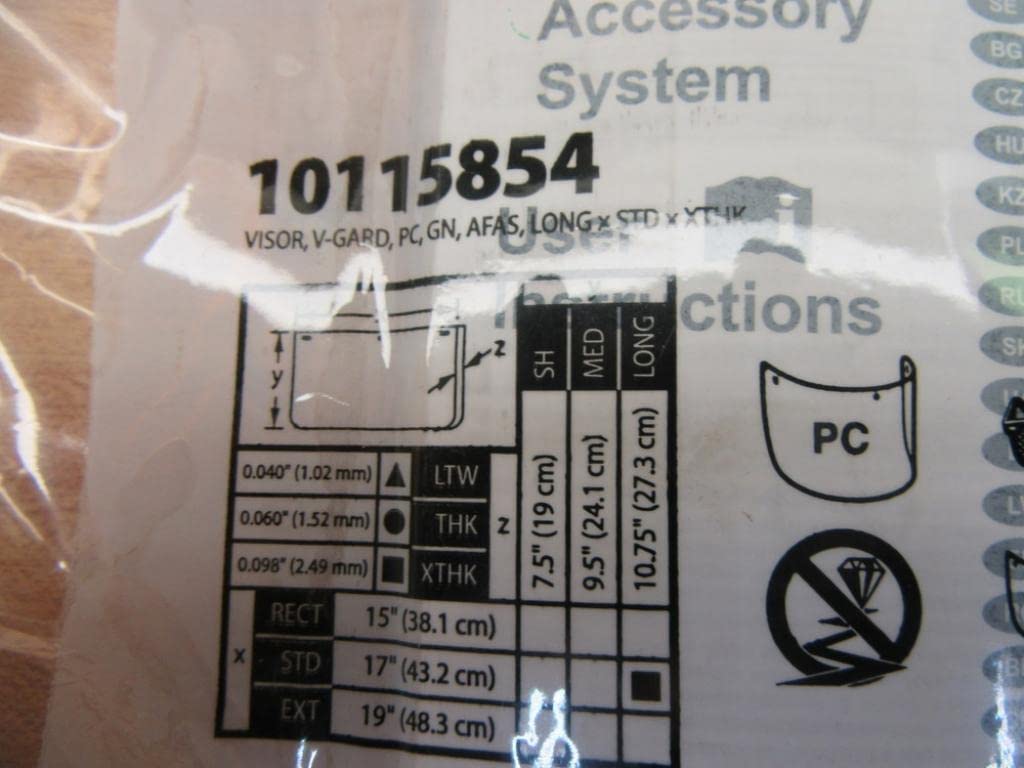 Accessory
System
10115854
VISOR, V-GARD, PC, GN, AFAS, LONG x STD x XTHK
User
Instructions
y
z
SH
MED
LONG
PC
0.040" (1.02 mm) LTW
0.060" (1.52 mm) THK
0.098" (2.49 mm) XTHK
z
7.5" (19 cm)
9.5" (24.1 cm)
10.75" (27.3 cm)
x
RECT 15" (38.1 cm)
STD 17" (43.2 cm)
EXT 19" (48.3 cm)
SE
BG
CZ
HU
KZ
PL
RU
SK